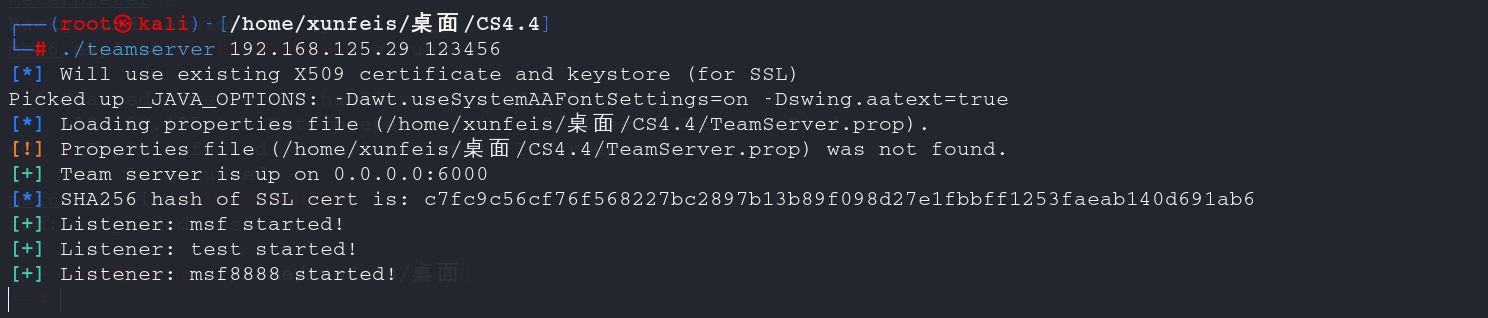 ┌──(root㉿kali)-[/home/xunfeis/桌面/CS4.4]
└─# ./teamserver 192.168.125.29 123456
[*] Will use existing X509 certificate and keystore (for SSL)
Picked up _JAVA_OPTIONS: -Dawt.useSystemAAFontSettings=on -Dswing.aatext=true
[*] Loading properties file (/home/xunfeis/桌面/CS4.4/TeamServer.prop).
[!] Properties file (/home/xunfeis/桌面/CS4.4/TeamServer.prop) was not found.
[+] Team server is up on 0.0.0.0:6000
[*] SHA256 hash of SSL cert is: c7fc9c56cf76f568227bc2897b13b89f098d27e1fbbff1253faeab140d691ab6
[+] Listener: msf started!
[+] Listener: test started!
[+] Listener: msf8888 started!